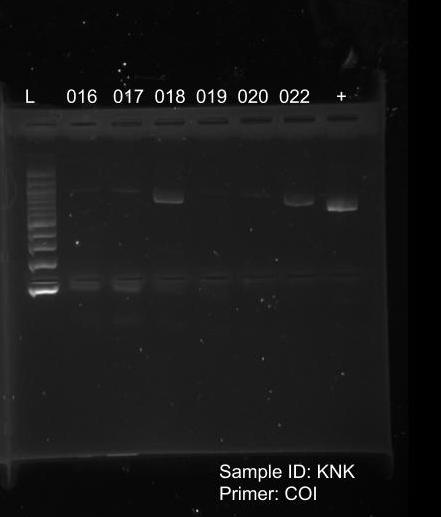 L 016 017 018 019 020 022 +
Sample ID: KNK
Primer: COI